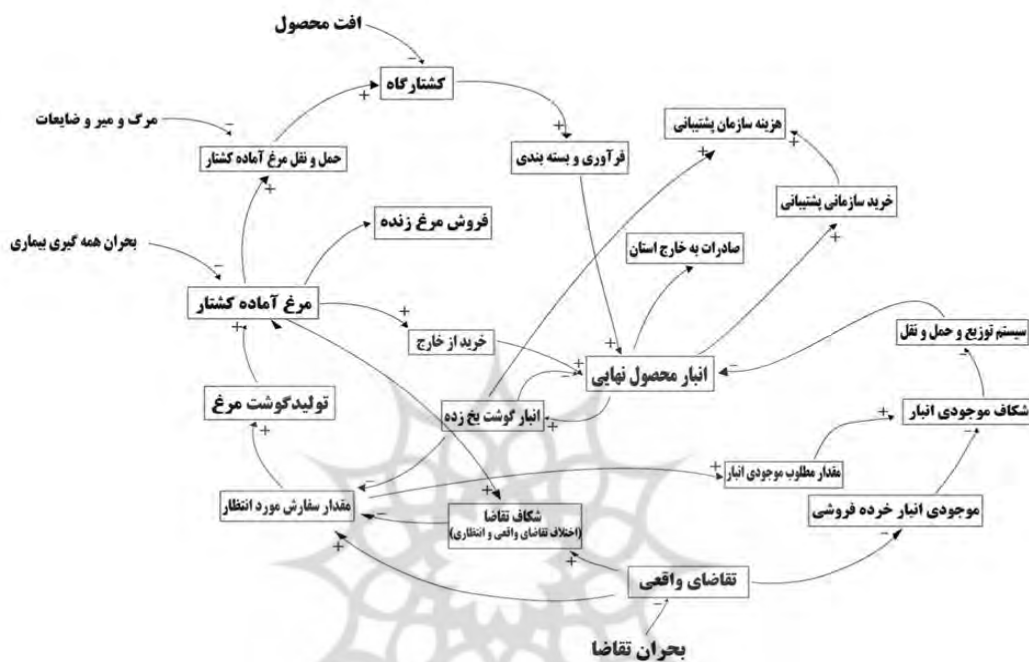 افت محصول
کشتارگاه
مرگ و میر و ضایعات
هزینه سازمان پشتیبانی
حمل و نقل مرغ آماده کشتار
فرآوری و بسته بندی
خرید سازمانی پشتیبانی
فروش مرغ زنده
بحران همه گیری بیماری
صادرات به خارج استان
مرغ آماده کشتار
سیستم توزیع و حمل و نقل
خرید از خارج
انبار محصول نهایی
تولیدگوشت مرغ
انبار گوشت یخ زده
شکاف موجودی انبار
مقدار مطلوب موجودی انبار
مقدار سفارش مورد انتظار
شکاف تقاضا
(اختلاف تقاضای واقعی و انتظاری)
موجودی انبار خرده فروشی
تقاضای واقعی
بحران تقاضا